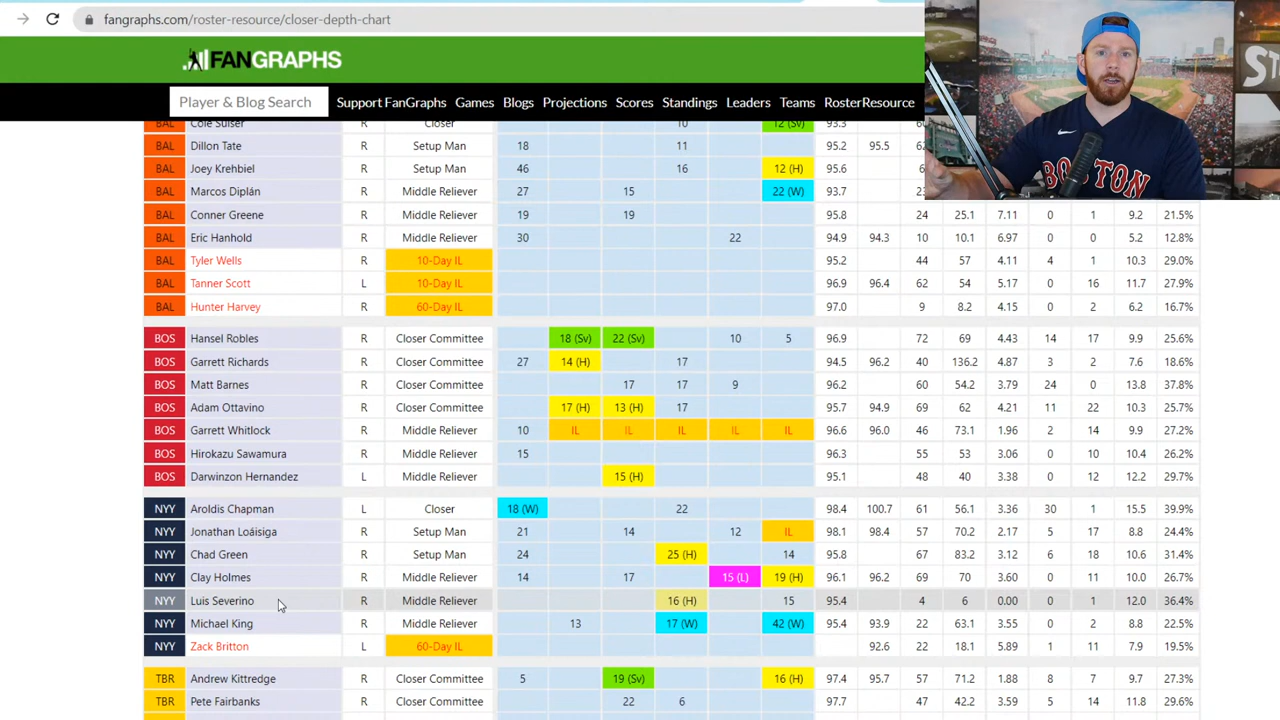 fangraphs.com/roster-resource/closer-depth-chart
FANGRAPHS
Player & Blog Search Support FanGraphs Games Blogs Projections Scores Standings Leaders Teams RosterResource
BAL Cole Sulser R Closer 10 12 (Sv) 93.3
BAL Dillon Tate R Setup Man 18 11 95.2 95.5
BAL Joey Krehbiel R Setup Man 46 16 12 (H) 95.6
BAL Marcos Diplán R Middle Reliever 27 15 22 (W) 93.7
BAL Conner Greene R Middle Reliever 19 19 95.8 24 25.1 7.11 0 1 9.2 21.5%
BAL Eric Hanhold R Middle Reliever 30 22 94.9 94.3 10 10.1 6.97 0 0 5.2 12.8%
BAL Tyler Wells R 10-Day IL 95.2 44 57 4.11 4 1 10.3 29.0%
BAL Tanner Scott L 10-Day IL 96.9 96.4 62 54 5.17 0 16 11.7 27.9%
BAL Hunter Harvey R 60-Day IL 97.0 9 8.2 4.15 0 2 6.2 16.7%
BOS Hansel Robles R Closer Committee 18 (Sv) 22 (Sv) 10 5 96.9 72 69 4.43 14 17 9.9 25.6%
BOS Garrett Richards R Closer Committee 27 14 (H) 17 94.5 96.2 40 136.2 4.87 3 2 7.6 18.6%
BOS Matt Barnes R Closer Committee 17 17 9 96.2 60 54.2 3.79 24 0 13.8 37.8%
BOS Adam Ottavino R Closer Committee 17 (H) 13 (H) 17 95.7 94.9 69 62 4.21 11 22 10.3 25.7%
BOS Garrett Whitlock R Middle Reliever 10 IL IL IL IL IL 96.6 96.0 46 73.1 1.96 2 14 9.9 27.2%
BOS Hirokazu Sawamura R Middle Reliever 15 96.3 55 53 3.06 0 10 10.4 26.2%
BOS Darwinzon Hernandez L Middle Reliever 15 (H) 95.1 48 40 3.38 0 12 12.2 29.7%
NYY Aroldis Chapman L Closer 18 (W) 22 98.4 100.7 61 56.1 3.36 30 1 15.5 39.9%
NYY Jonathan Loáisiga R Setup Man 21 14 12 IL 98.1 98.4 57 70.2 2.17 5 17 8.8 24.4%
NYY Chad Green R Setup Man 24 25 (H) 14 95.8 67 83.2 3.12 6 18 10.6 31.4%
NYY Clay Holmes R Middle Reliever 14 17 15 (L) 19 (H) 96.1 96.2 69 70 3.60 0 11 10.0 26.7%
NYY Luis Severino R Middle Reliever 16 (H) 15 95.4 4 6 0.00 0 1 12.0 36.4%
NYY Michael King R Middle Reliever 13 17 (W) 42 (W) 95.4 93.9 22 63.1 3.55 0 2 8.8 22.5%
NYY Zack Britton L 60-Day IL 92.6 22 18.1 5.89 1 11 7.9 19.5%
TBR Andrew Kittredge R Closer Committee 5 19 (Sv) 16 (H) 97.4 95.7 57 71.2 1.88 8 7 9.7 27.3%
TBR Pete Fairbanks R Closer Committee 22 6 97.7 47 42.2 3.59 5 14 11.8 29.6%
BOSTON